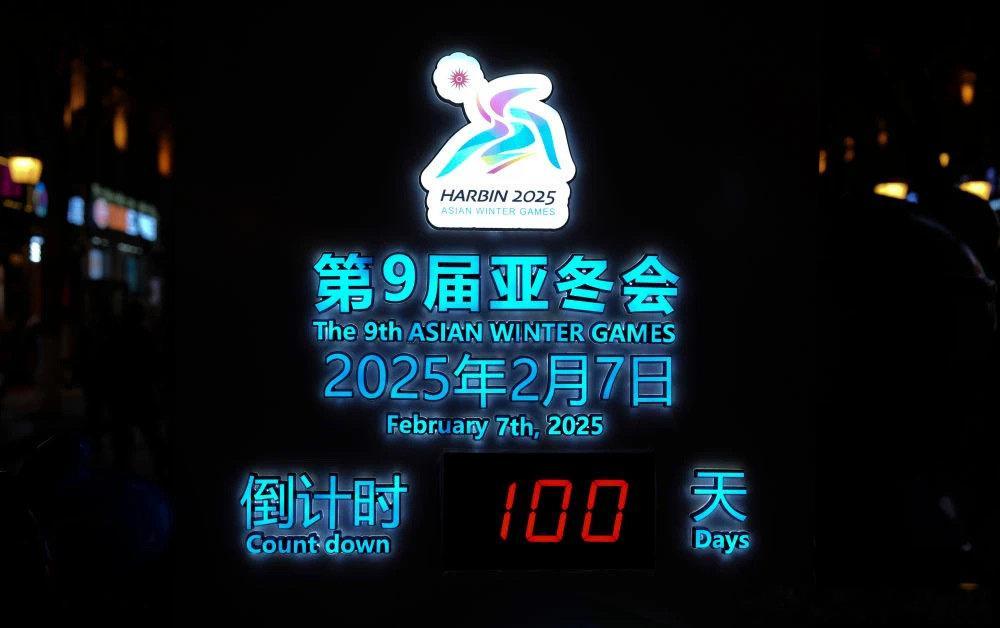 HARBIN 2025
ASIAN WINTER GAMES
第9届亚冬会
The 9th ASIAN WINTER GAMES
2025年2月7日
February 7th, 2025
倒计时 100 天
Count down Days